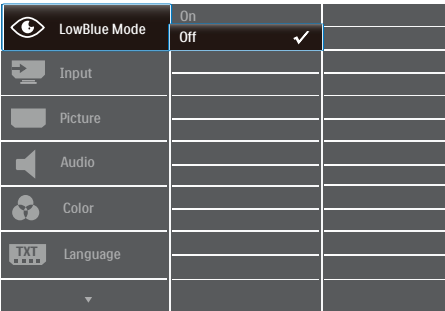 LowBlue Mode
On
Off
Input
Picture
Audio
Color
TXT
Language